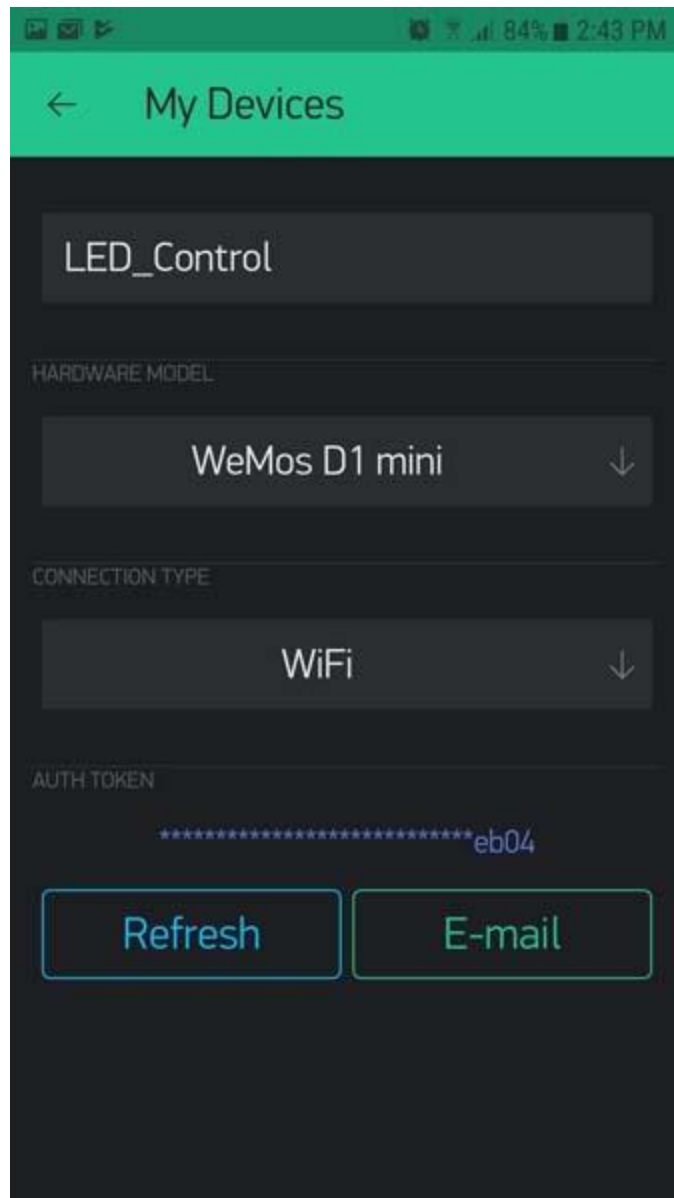 84% 2:43 PM
My Devices
LED_Control
HARDWARE MODEL
WeMos D1 mini
CONNECTION TYPE
WiFi
AUTH TOKEN
****************************eb04
Refresh E-mail